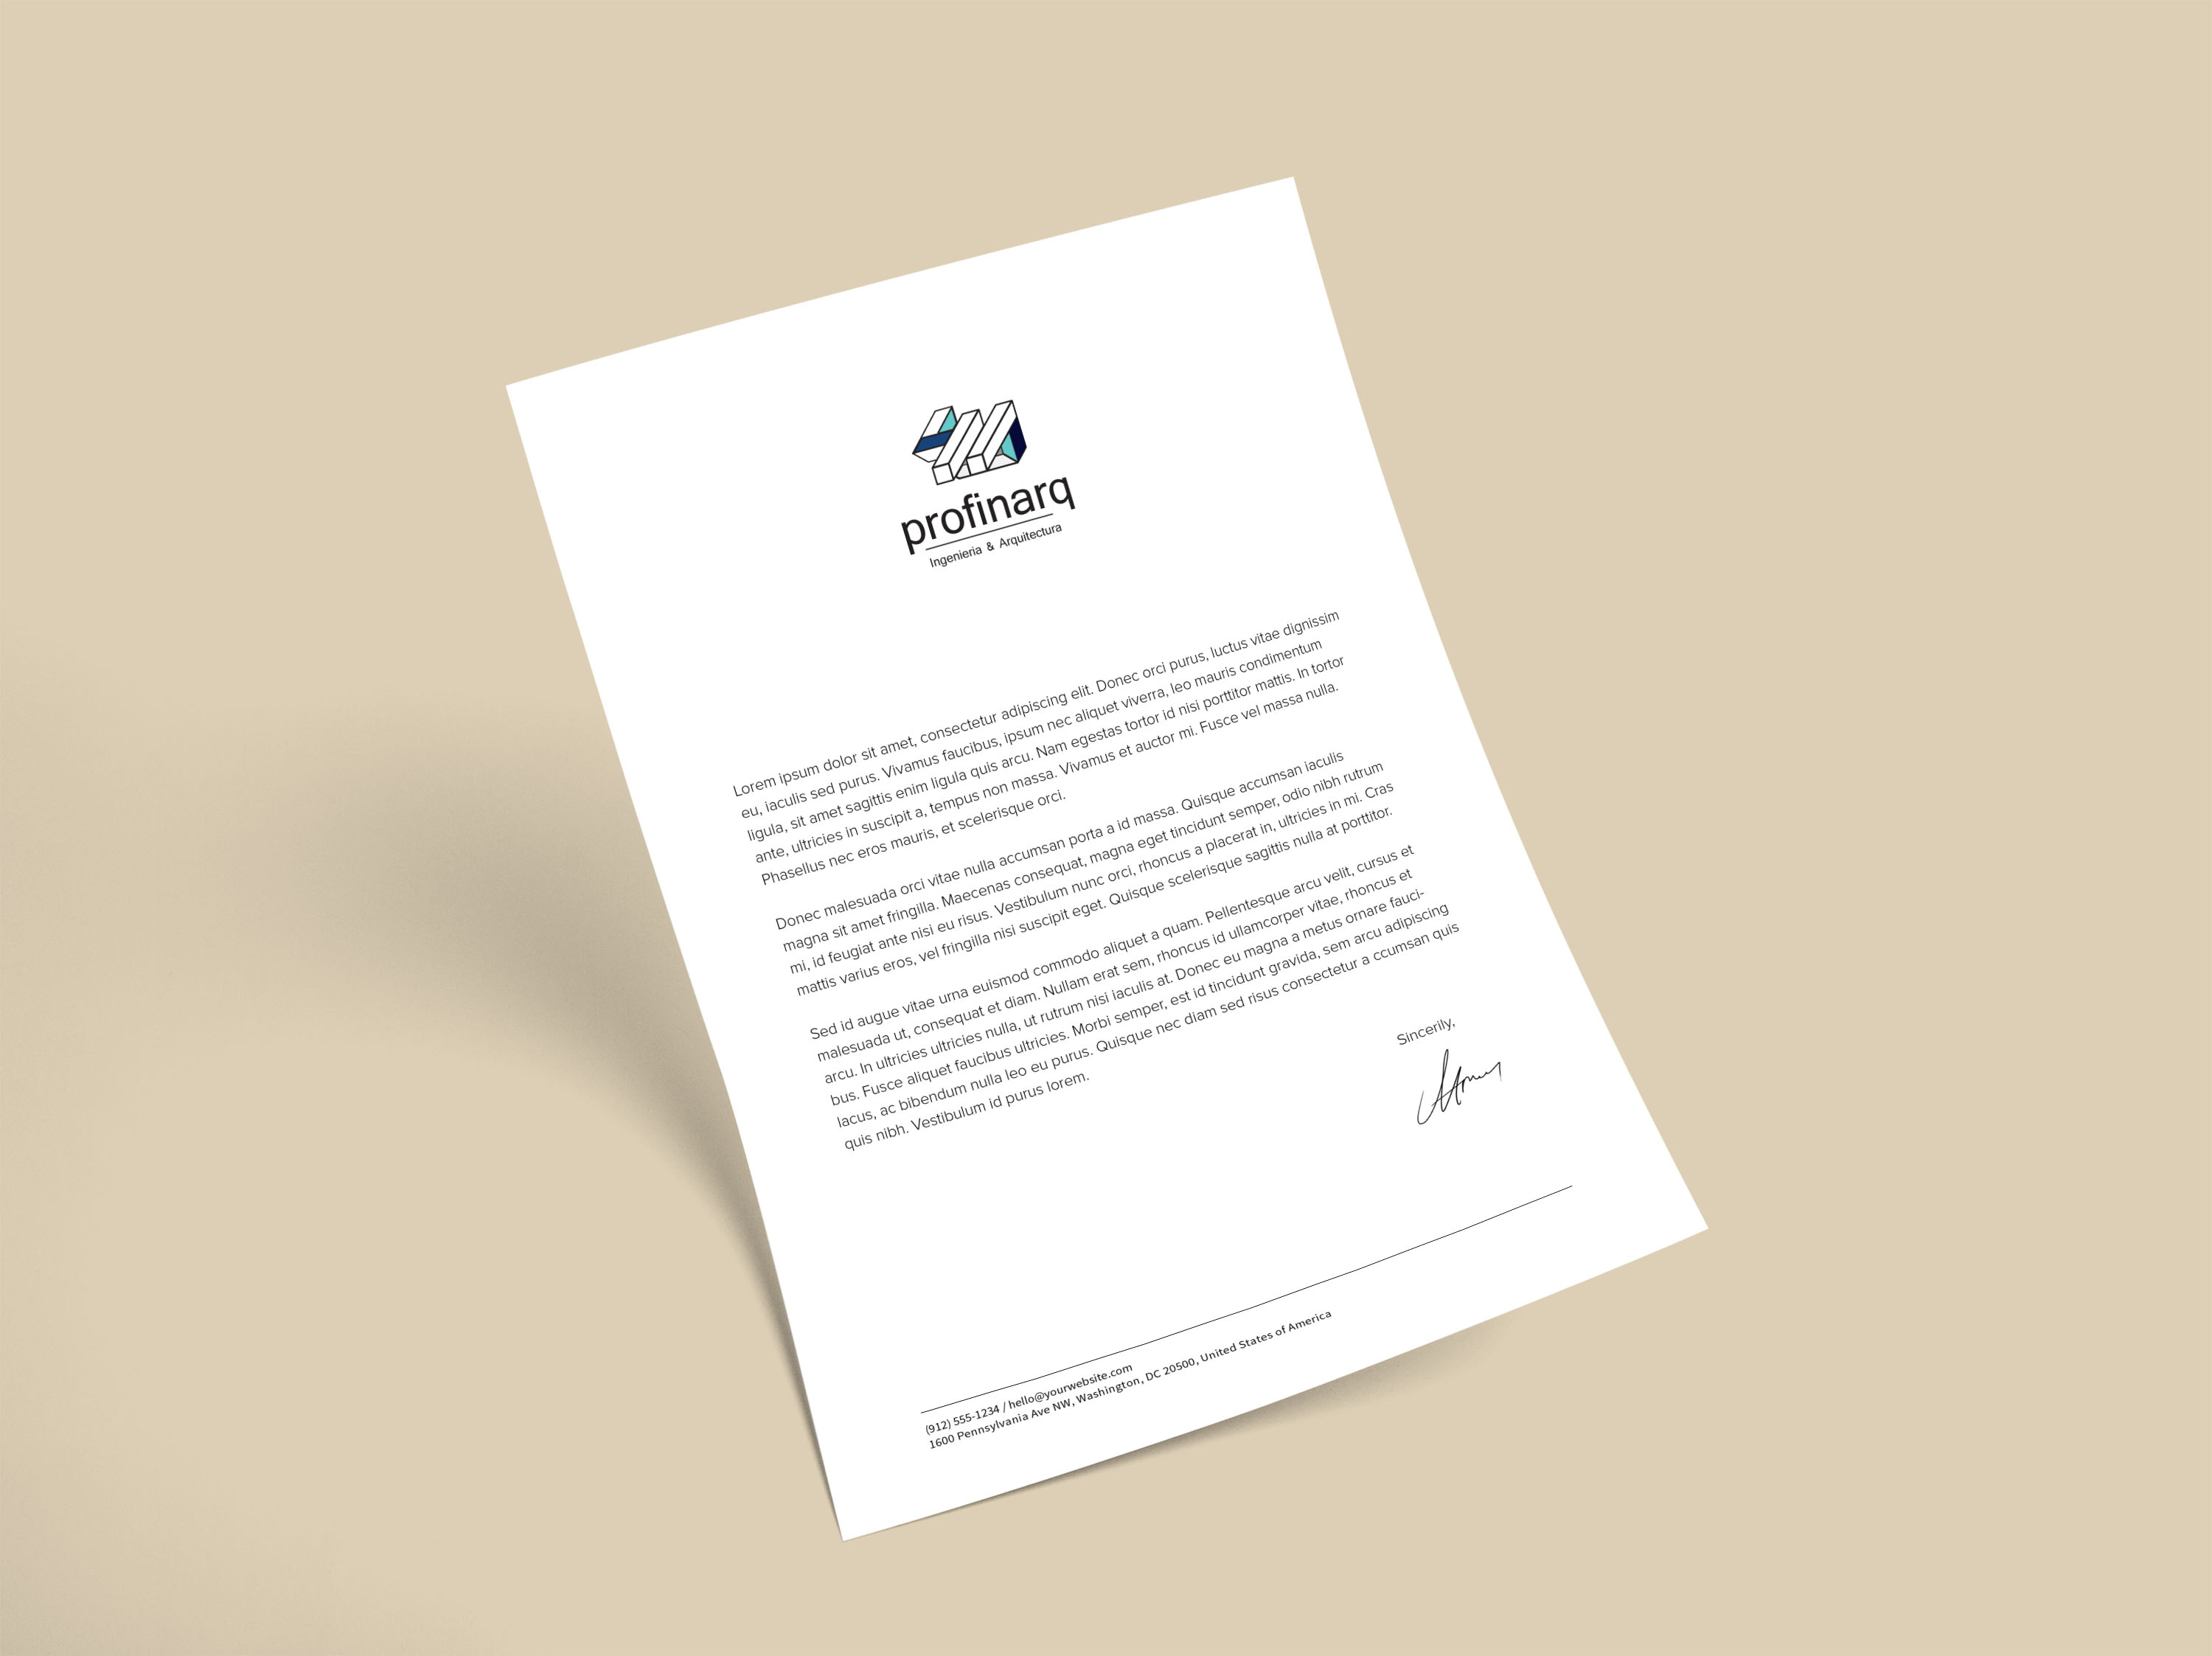 profinarq
Ingenieria & Arquitectura
Lorem ipsum dolor sit amet, consectetur adipiscing elit. Donec orci purus, luctus vitae dignissim
eu, iaculis sed purus. Vivamus faucibus, ipsum nec aliquet viverra, leo mauris condimentum
ligula, sit amet sagittis enim ligula quis arcu. Nam egestas tortor id nisi porttitor mattis. In tortor
ante, ultricies in suscipit a, tempus non massa. Vivamus et auctor mi. Fusce vel massa nulla.
Phasellus nec eros mauris, et scelerisque orci.
Donec malesuada orci vitae nulla accumsan porta a id massa. Quisque accumsan iaculis
magna sit amet fringilla. Maecenas consequat, magna eget tincidunt semper, odio nibh rutrum
mi, id feugiat ante nisi eu risus. Vestibulum nunc orci, rhoncus a placerat in, ultricies in mi. Cras
mattis varius eros, vel fringilla nisi suscipit eget. Quisque scelerisque sagittis nulla at porttitor.
Sed id augue vitae urna euismod commodo aliquet a quam. Pellentesque arcu velit, cursus et
malesuada ut, consequat et diam. Nullam erat sem, rhoncus id ullamcorper vitae, rhoncus et
arcu. In ultricies ultricies nulla, ut rutrum nisi iaculis at. Donec eu magna a metus ornare fauci-
bus. Fusce aliquet faucibus ultricies. Morbi semper, est id tincidunt gravida, sem arcu adipiscing
lacus, ac bibendum nulla leo eu purus. Quisque nec diam sed risus consectetur a ccumsan quis
quis nibh. Vestibulum id purus lorem.
Sincerily,
(912) 555-1234 / hello@yourwebsite.com
1600 Pennsylvania Ave NW, Washington, DC 20500, United States of America